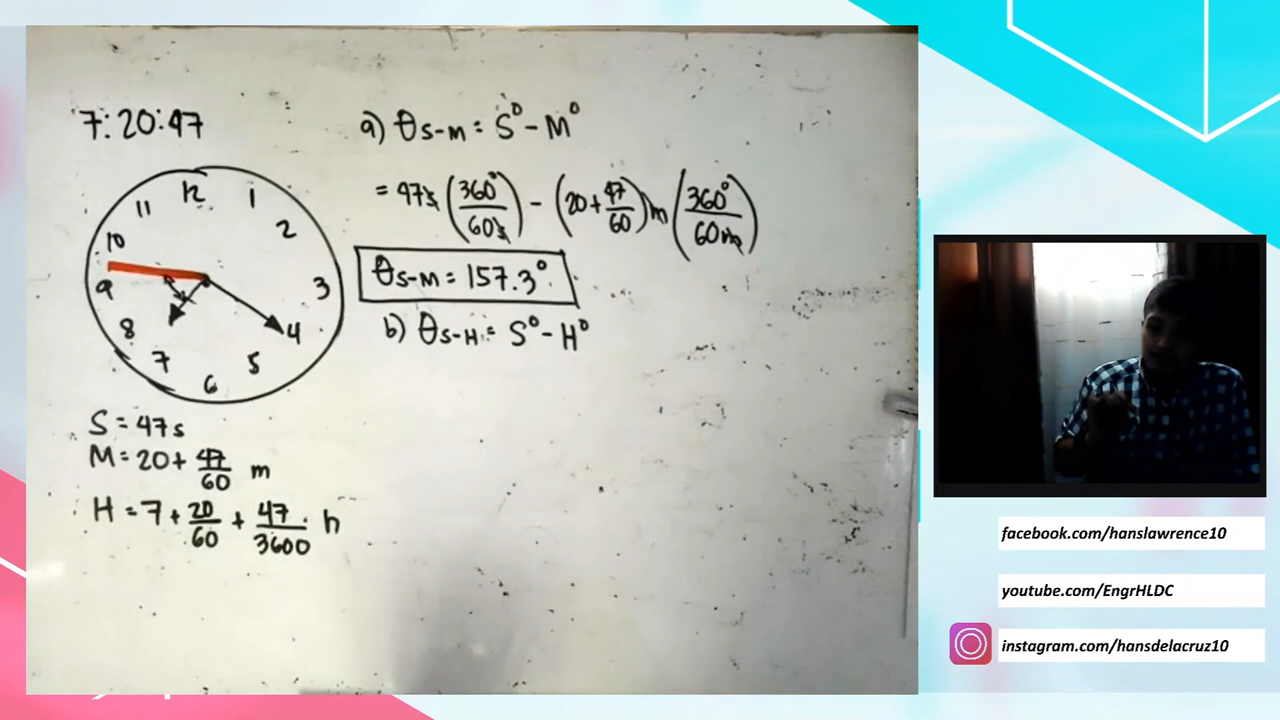 7:20:47
12
1
2
3
4
5
6
7
8
9
10
11
S = 47s
M = 20 + 47/60 m
H = 7 + 20/60 + 47/3600 h
a) θS-M = S° - M°
= 47s (360°/60s) - (20 + 47/60)m (360°/60m)
θS-M = 157.3°
b) θS-H = S° - H°
facebook.com/hanslawrence10
youtube.com/EngrHLDC
instagram.com/hansdelacruz10